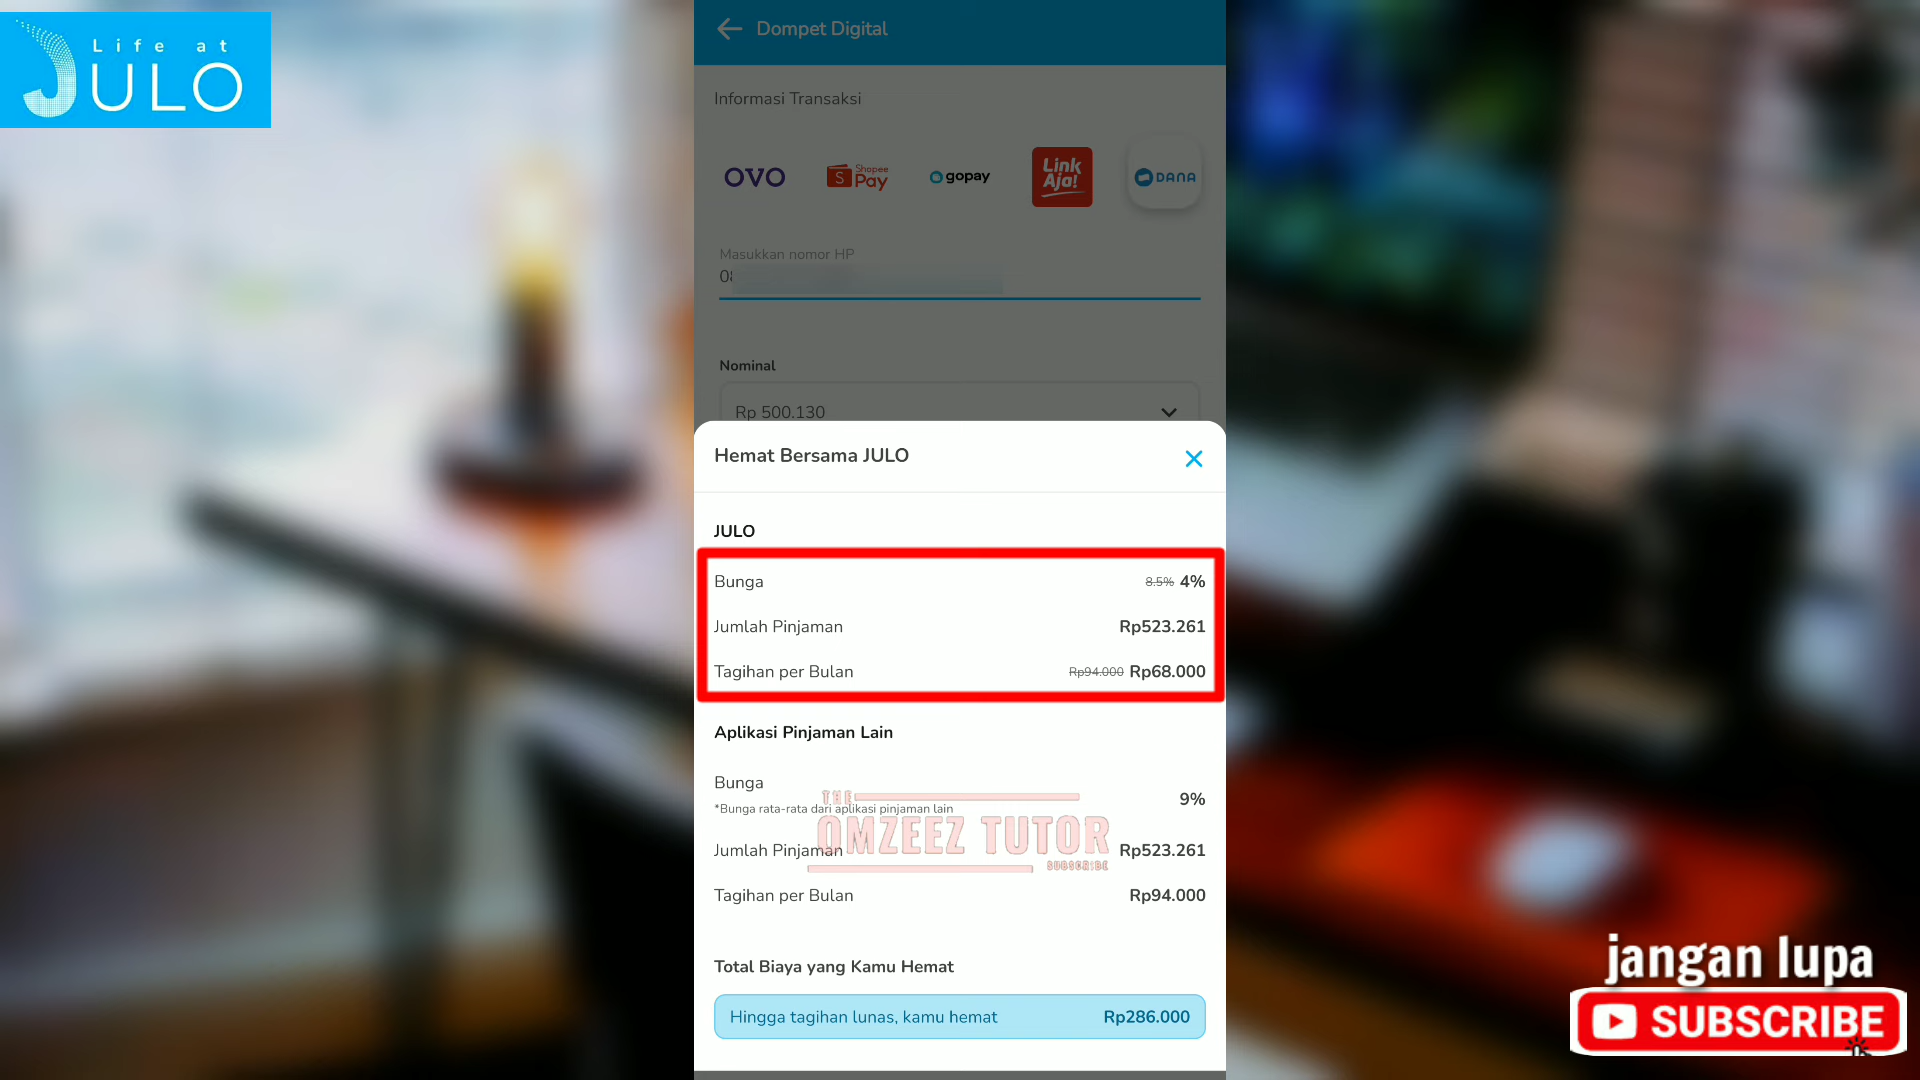 Life at
JULO
Dompet Digital
Informasi Transaksi
OVO
Shopee
Pay
gopay
Link
Aja!
DANA
Masukkan nomor HP
08
Nominal
Rp 500.130
Hemat Bersama JULO
JULO
Bunga 8.5% 4%
Jumlah Pinjaman Rp523.261
Tagihan per Bulan Rp94.000 Rp68.000
Aplikasi Pinjaman Lain
Bunga
*Bunga rata-rata dari aplikasi pinjaman lain
9%
THE
OMZEEZ TUTOR
SUBSCRIBE
Jumlah Pinjaman Rp523.261
Tagihan per Bulan Rp94.000
Total Biaya yang Kamu Hemat
Hingga tagihan lunas, kamu hemat Rp286.000
jangan lupa
SUBSCRIBE